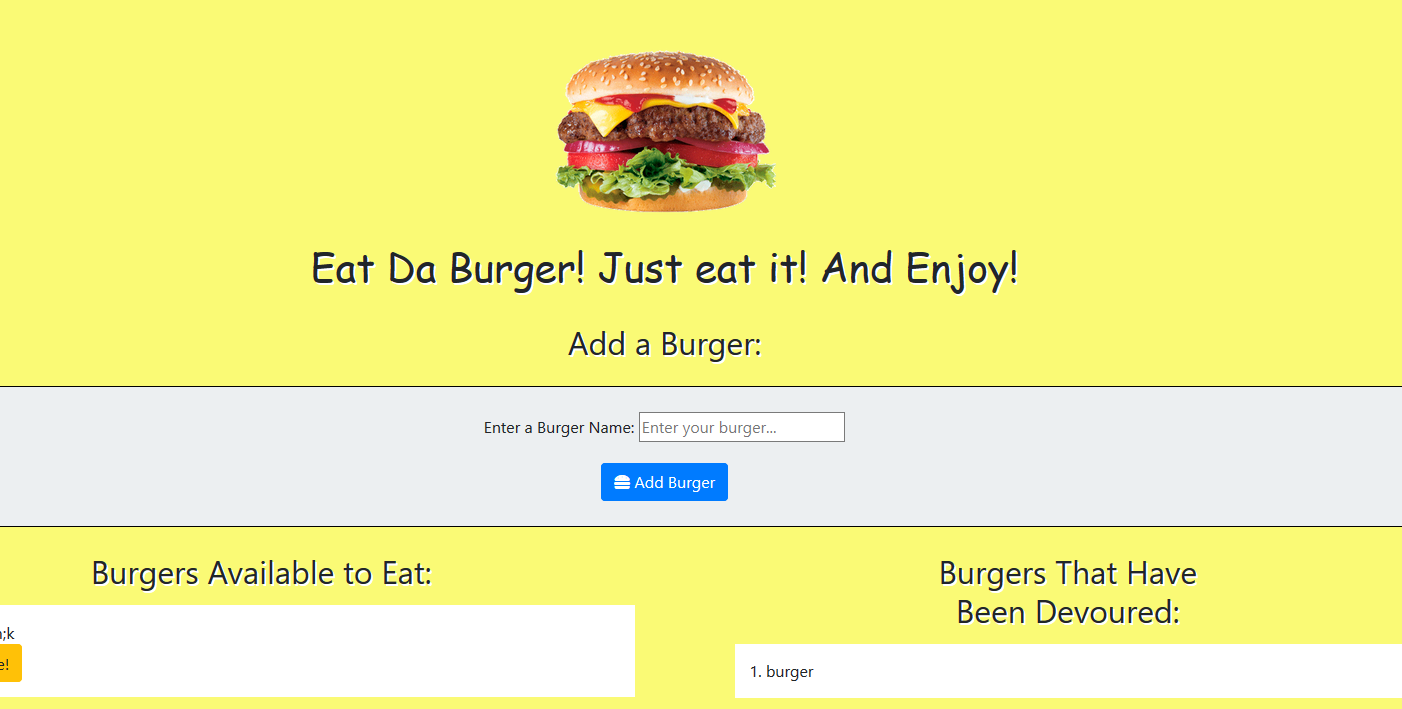 Eat Da Burger! Just eat it! And Enjoy!
Add a Burger:
Enter a Burger Name: Enter your burger...
Add Burger
Burgers Available to Eat:
;k
e!
Burgers That Have
Been Devoured:
1. burger